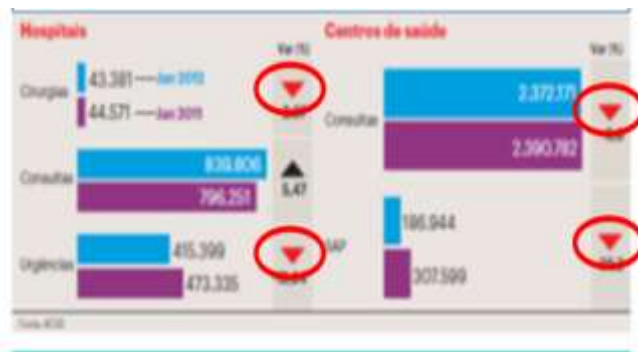 Hospitais
Var (%)
Cirurgias
43.381 — Jan 2012
44.571 — Jan 2011
Consultas
839.806
796.251
5,47
Urgências
415.399
473.335
Centros de saúde
Var (%)
Consultas
2.372.171
2.390.782
SAP
186.944
307.599